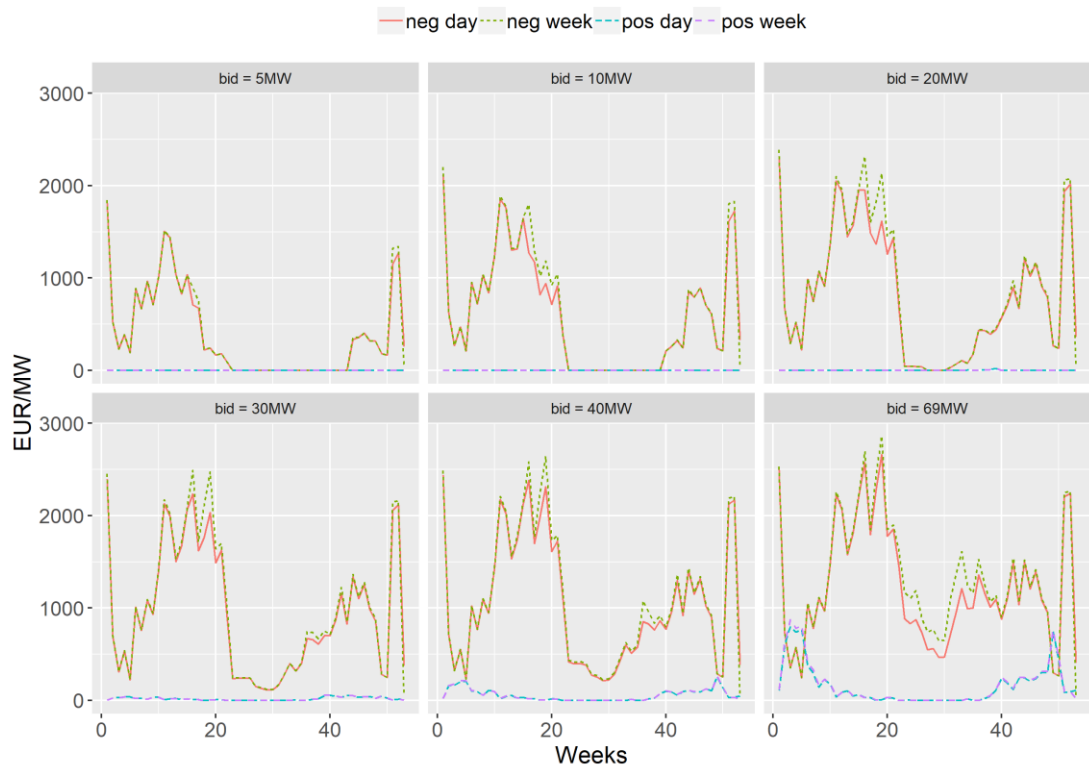 neg day neg week pos day pos week
bid = 5MW bid = 10MW bid = 20MW
3000
2000
1000
0
bid = 30MW bid = 40MW bid = 69MW
3000
2000
1000
0
EUR/MW
0 20 40 0 20 40 0 20 40
Weeks